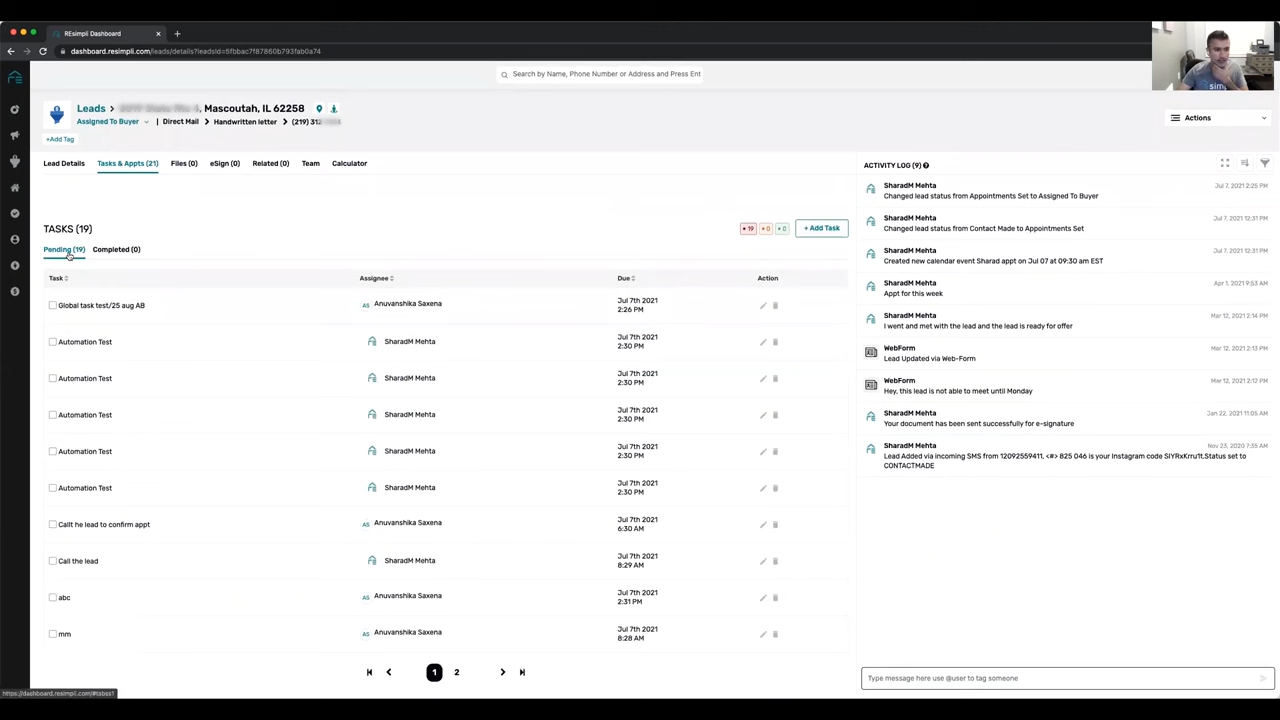 REsimpli Dashboard
dashboard.resimpli.com/leads/details?leadsId=5fbbac7f87860b793fab0a74
Search by Name, Phone Number or Address and Press Ent
Leads > Mascoutah, IL 62258
Assigned To Buyer | Direct Mail > Handwritten letter > (219) 312
+Add Tag
Actions
Lead Details Tasks & Appts (21) Files (0) eSign (0) Related (0) Team Calculator
TASKS (19)
19 0 0
+ Add Task
Pending (19) Completed (0)
Task Assignee Due Action
Global task test/25 aug AB AS Anuvanshika Saxena Jul 7th 2021
2:26 PM
Automation Test SharadM Mehta Jul 7th 2021
2:30 PM
Automation Test SharadM Mehta Jul 7th 2021
2:30 PM
Automation Test SharadM Mehta Jul 7th 2021
2:30 PM
Automation Test SharadM Mehta Jul 7th 2021
2:30 PM
Automation Test SharadM Mehta Jul 7th 2021
2:30 PM
Callt he lead to confirm appt AS Anuvanshika Saxena Jul 7th 2021
6:30 AM
Call the lead SharadM Mehta Jul 7th 2021
8:29 AM
abc AS Anuvanshika Saxena Jul 7th 2021
2:31 PM
mm AS Anuvanshika Saxena Jul 7th 2021
8:28 AM
1 2
https://dashboard.resimpli.com/#tabss1
ACTIVITY LOG (9)
SharadM Mehta Jul 7, 2021 2:25 PM
Changed lead status from Appointments Set to Assigned To Buyer
SharadM Mehta Jul 7, 2021 12:31 PM
Changed lead status from Contact Made to Appointments Set
SharadM Mehta Jul 7, 2021 12:31 PM
Created new calendar event Sharad appt on Jul 07 at 09:30 am EST
SharadM Mehta Apr 1, 2021 9:53 AM
Appt for this week
SharadM Mehta Mar 12, 2021 2:14 PM
I went and met with the lead and the lead is ready for offer
WebForm Mar 12, 2021 2:13 PM
Lead Updated via Web-Form
WebForm Mar 12, 2021 2:12 PM
Hey, this lead is not able to meet until Monday
SharadM Mehta Jan 22, 2021 11:05 AM
Your document has been sent successfully for e-signature
SharadM Mehta Nov 23, 2020 7:35 AM
Lead Added via incoming SMS from 12092559411, <#> 825 046 is your Instagram code SIYRxKrru1t.Status set to
CONTACTMADE
Type message here use @user to tag someone